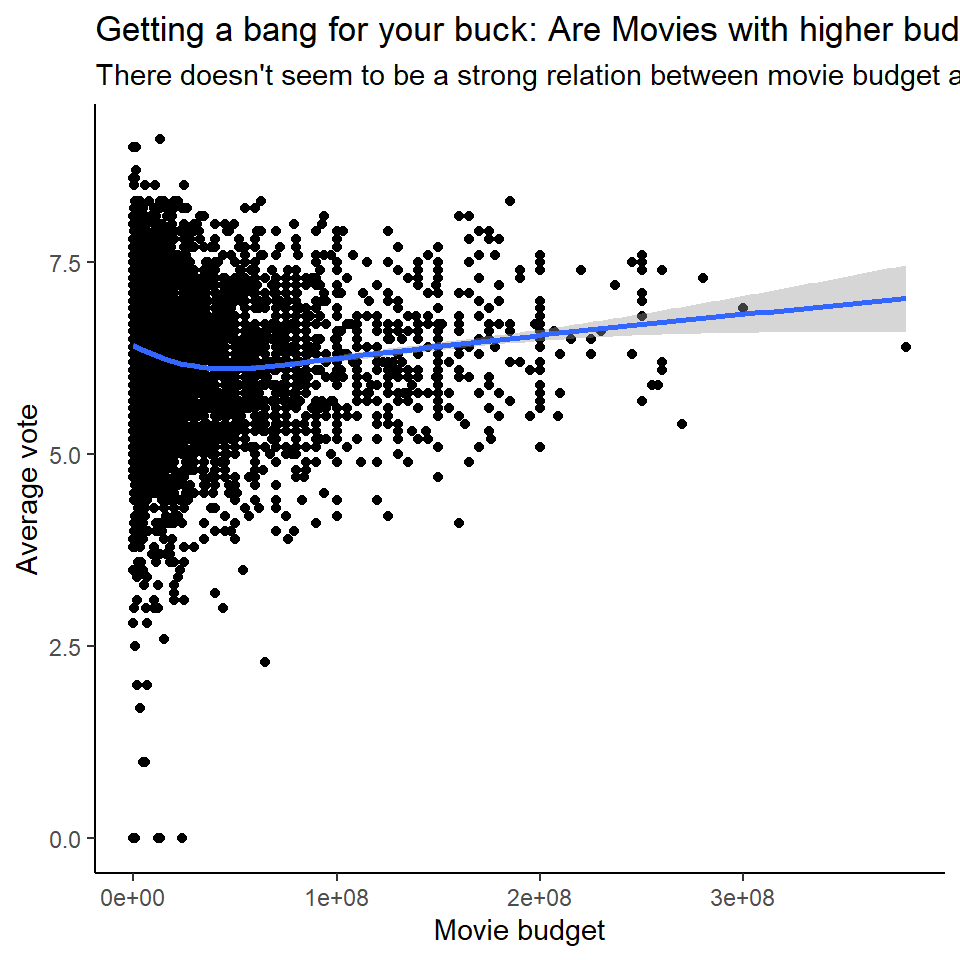 Getting a bang for your buck: Are Movies with higher bud
There doesn't seem to be a strong relation between movie budget a
7.5
5.0
2.5
0.0
Average vote
0e+00 1e+08 2e+08 3e+08
Movie budget